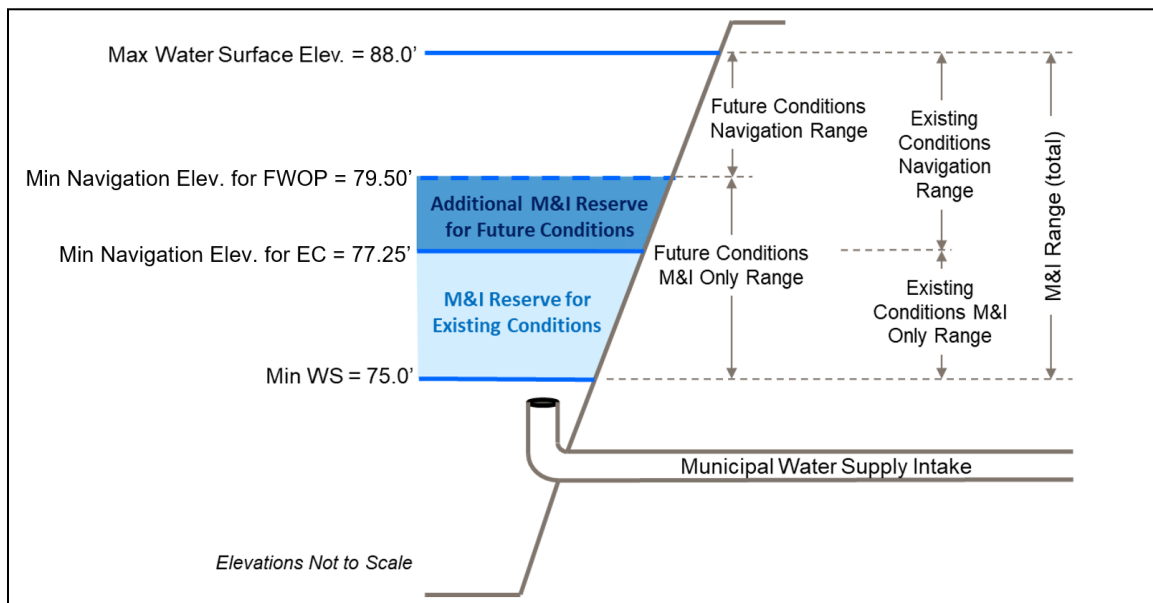 Max Water Surface Elev. = 88.0’
Future Conditions
Navigation Range
Existing
Conditions
Navigation
Range
M&I Range (total)
Min Navigation Elev. for FWOP = 79.50’
Additional M&I Reserve
for Future Conditions
Min Navigation Elev. for EC = 77.25’
Future Conditions
M&I Only Range
M&I Reserve for
Existing Conditions
Existing
Conditions M&I
Only Range
Min WS = 75.0’
Municipal Water Supply Intake
Elevations Not to Scale